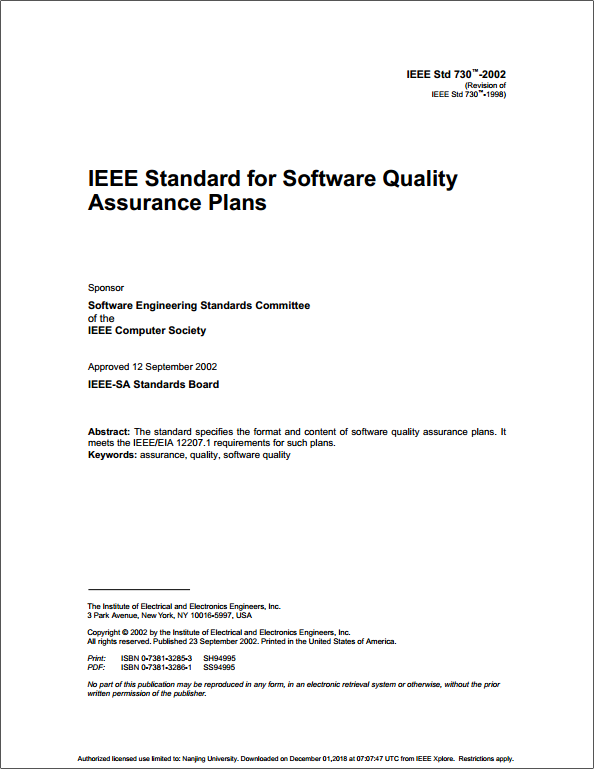 IEEE Std 730™-2002
(Revision of
IEEE Std 730™-1998)
IEEE Standard for Software Quality
Assurance Plans
Sponsor
Software Engineering Standards Committee
of the
IEEE Computer Society
Approved 12 September 2002
IEEE-SA Standards Board
Abstract: The standard specifies the format and content of software quality assurance plans. It
meets the IEEE/EIA 12207.1 requirements for such plans.
Keywords: assurance, quality, software quality
The Institute of Electrical and Electronics Engineers, Inc.
3 Park Avenue, New York, NY 10016-5997, USA
Copyright © 2002 by the Institute of Electrical and Electronics Engineers, Inc.
All rights reserved. Published 23 September 2002. Printed in the United States of America.
Print: ISBN 0-7381-3285-3 SH94995
PDF: ISBN 0-7381-3286-1 SS94995
No part of this publication may be reproduced in any form, in an electronic retrieval system or otherwise, without the prior
written permission of the publisher.
Authorized licensed use limited to: Nanjing University. Downloaded on December 01,2018 at 07:07:47 UTC from IEEE Xplore. Restrictions apply.